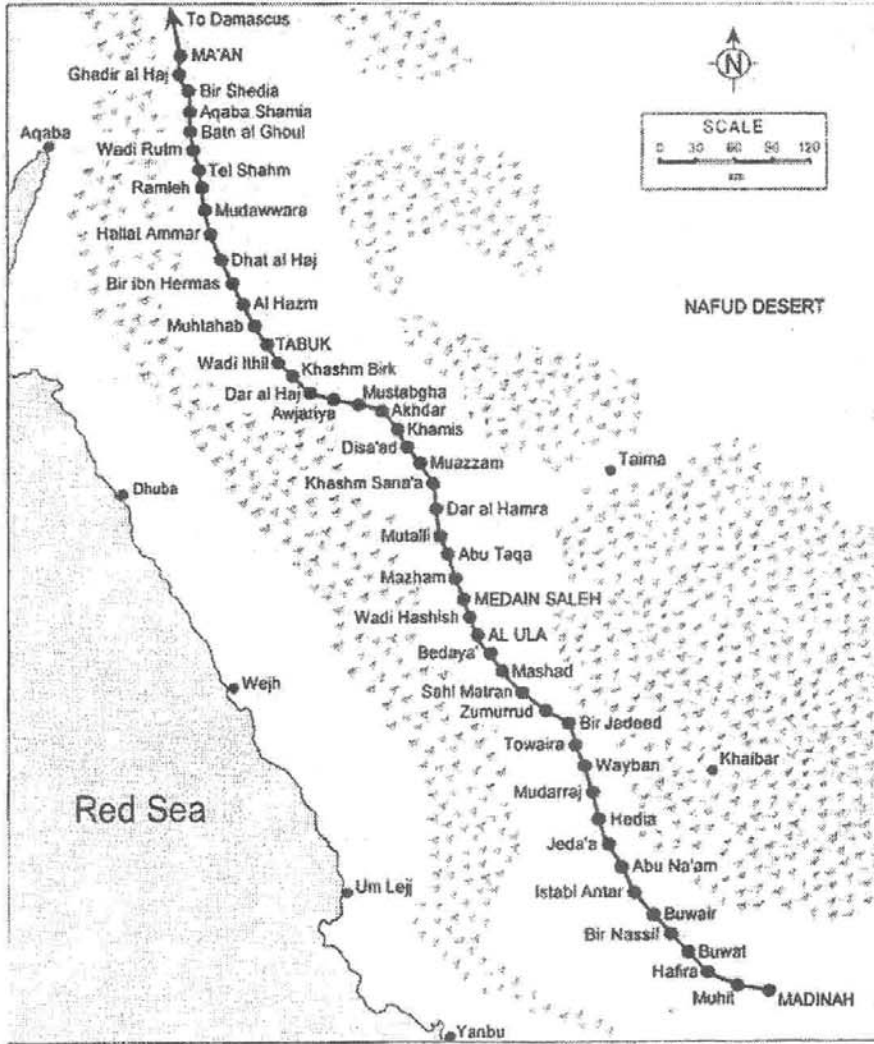 To Damascus
MA'AN
Ghadir al Haj
Bir Shedia
Aqaba Shamia
Batn al Ghoul
Aqaba
Wadi Rutm
Tel Shahm
Ramleh
Mudawwara
Hallat Ammar
Dhat al Haj
Bir ibn Hermas
Al Hazm
Muhtahab
TABUK
Wadi Ithil
Khashm Birk
Dar al Haj
Mustabgha
Awjariya
Akhdar
Khamis
Disa'ad
Muazzam
Khashm Sana'a
Dar al Hamra
Mutalli
Abu Taqa
Mazham
MEDAIN SALEH
Wadi Hashish
AL ULA
Bedaya'
Mashad
Sahl Matran
Zumurrud
Bir Jadeed
Towaira
Wayban
Mudarraj
Hedia
Jeda'a
Abu Na'am
Istabl Antar
Buwair
Bir Nassif
Buwat
Hafira
Muhit
MADINAH
N
SCALE
0 30 60 90 120
km
NAFUD DESERT
Taima
Khaibar
Dhuba
Wejh
Red Sea
Um Lejj
Yanbu